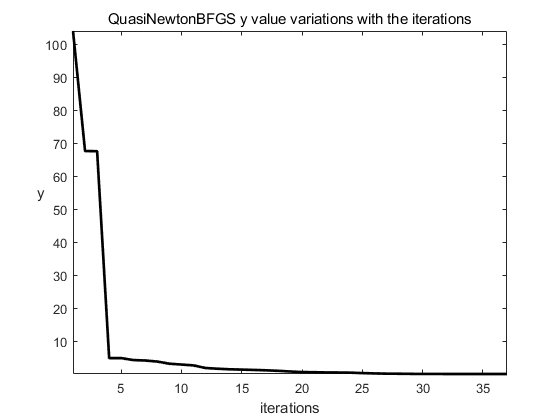 QuasiNewtonBFGS y value variations with the iterations
100
90
80
70
60
50
40
30
20
10
y
5 10 15 20 25 30 35
iterations